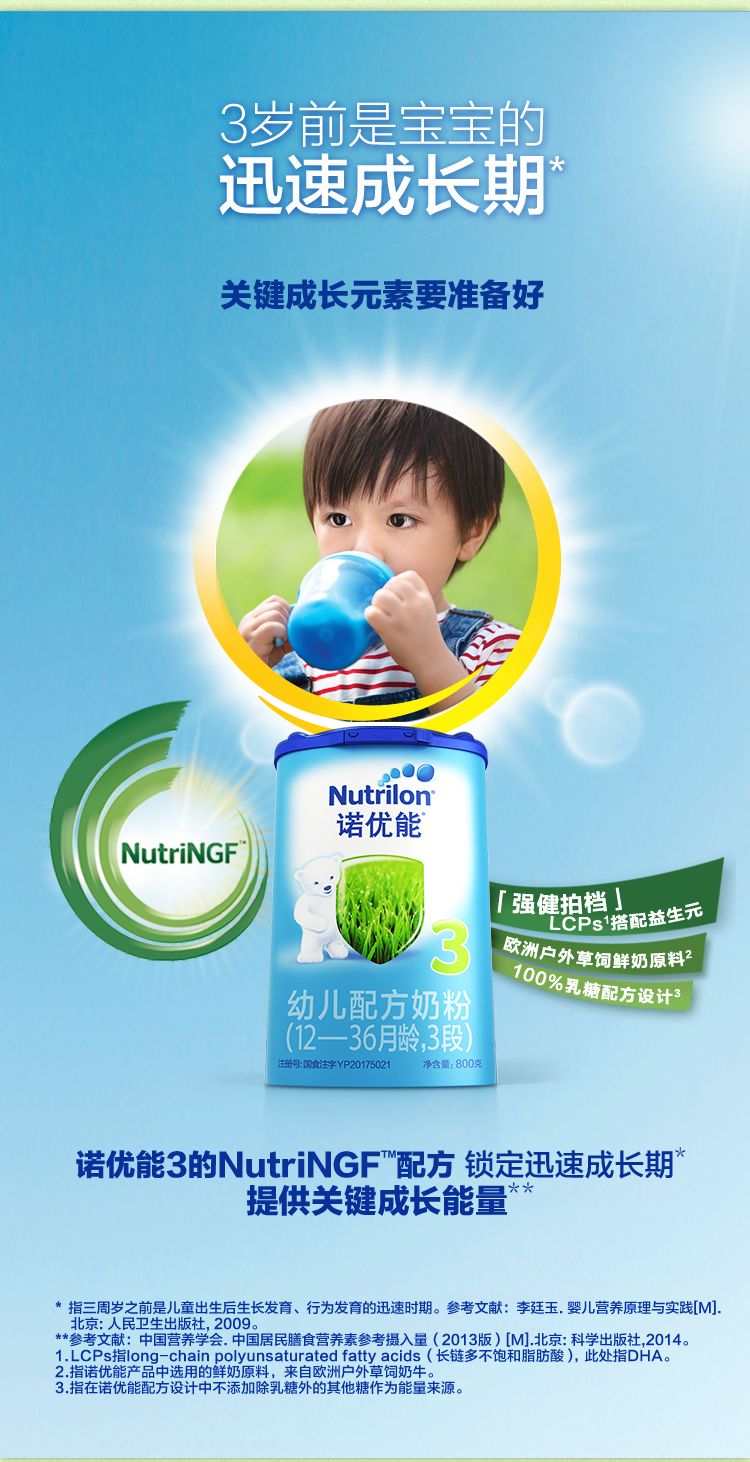 3岁前是宝宝的
迅速成长期*
关键成长元素要准备好
Nutrilon®
诺优能®
NutriNGF™
「强健拍档」
LCPs¹搭配益生元
欧洲户外草饲鲜奶原料²
100%乳糖配方设计³
3
幼儿配方奶粉
(12—36月龄,3段)
注册号:国食注字YP20175021 净含量:800克
诺优能3的NutriNGF™配方 锁定迅速成长期*
提供关键成长能量**
* 指三周岁之前是儿童出生后生长发育、行为发育的迅速时期。参考文献：李廷玉. 婴儿营养原理与实践[M].
北京: 人民卫生出版社, 2009。
**参考文献：中国营养学会. 中国居民膳食营养素参考摄入量（2013版）[M].北京: 科学出版社,2014。
1.LCPs指long-chain polyunsaturated fatty acids（长链多不饱和脂肪酸）, 此处指DHA。
2.指诺优能产品中选用的鲜奶原料，来自欧洲户外草饲奶牛。
3.指在诺优能配方设计中不添加除乳糖外的其他糖作为能量来源。